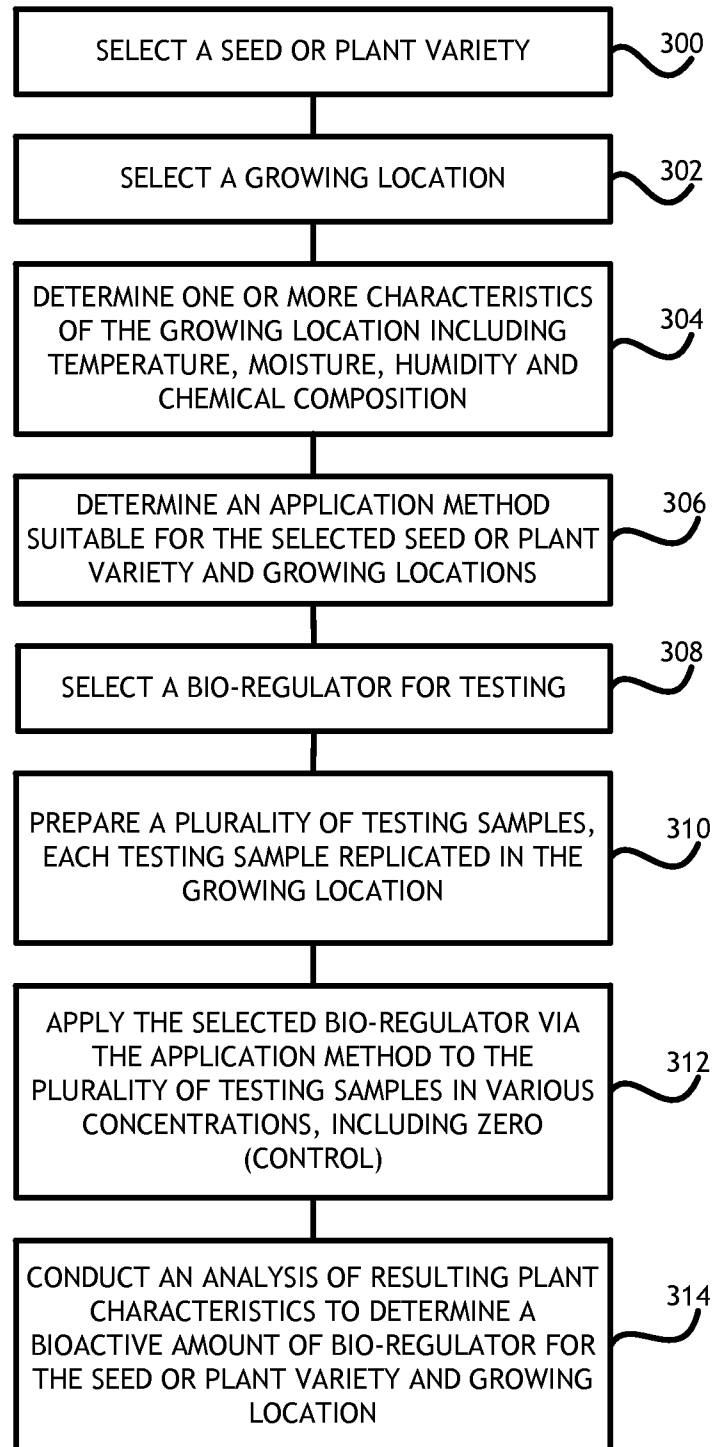 SELECT A SEED OR PLANT VARIETY
300
SELECT A GROWING LOCATION
302
DETERMINE ONE OR MORE CHARACTERISTICS
OF THE GROWING LOCATION INCLUDING
TEMPERATURE, MOISTURE, HUMIDITY AND
CHEMICAL COMPOSITION
304
DETERMINE AN APPLICATION METHOD
SUITABLE FOR THE SELECTED SEED OR PLANT
VARIETY AND GROWING LOCATIONS
306
SELECT A BIO-REGULATOR FOR TESTING
308
PREPARE A PLURALITY OF TESTING SAMPLES,
EACH TESTING SAMPLE REPLICATED IN THE
GROWING LOCATION
310
APPLY THE SELECTED BIO-REGULATOR VIA
THE APPLICATION METHOD TO THE
PLURALITY OF TESTING SAMPLES IN VARIOUS
CONCENTRATIONS, INCLUDING ZERO
(CONTROL)
312
CONDUCT AN ANALYSIS OF RESULTING PLANT
CHARACTERISTICS TO DETERMINE A
BIOACTIVE AMOUNT OF BIO-REGULATOR FOR
THE SEED OR PLANT VARIETY AND GROWING
LOCATION
314